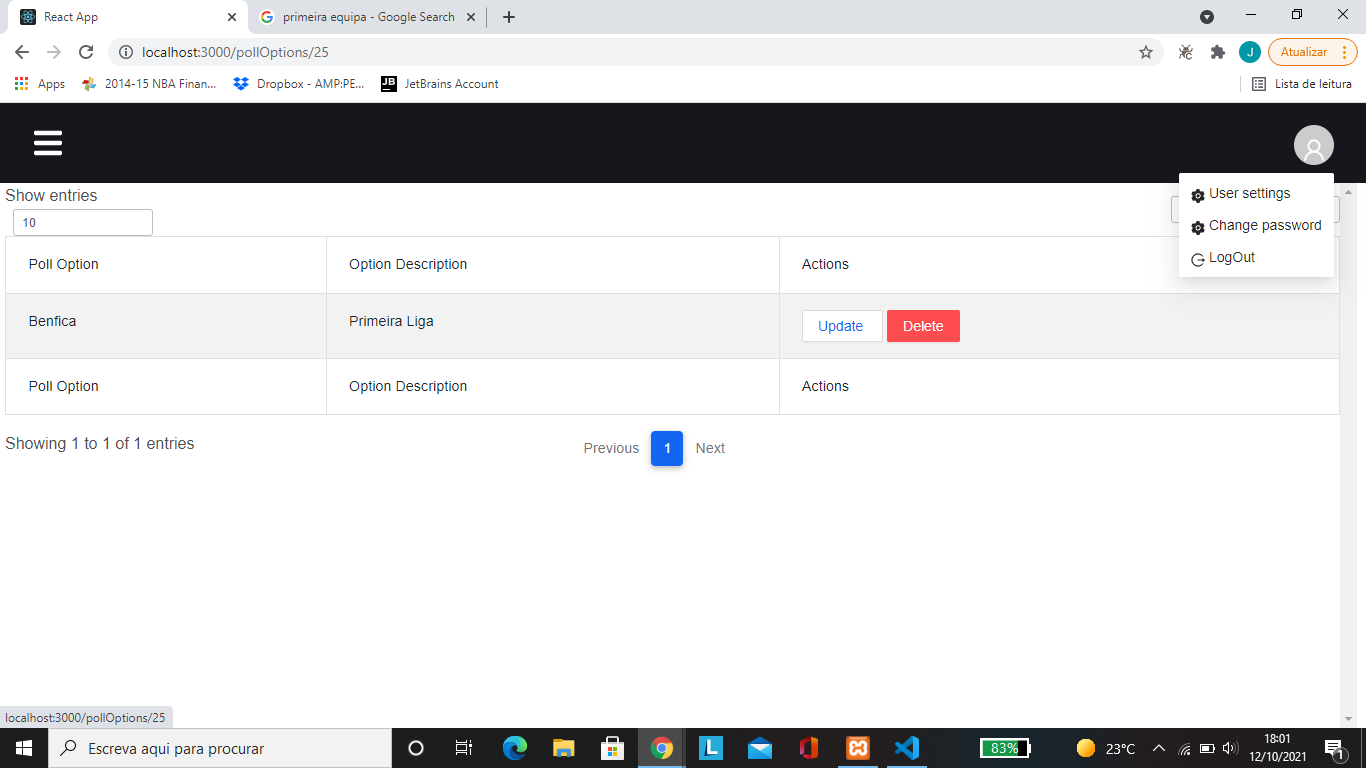 React App
primeira equipa - Google Search
localhost:3000/pollOptions/25
J
Atualizar
Apps
2014-15 NBA Finan...
Dropbox - AMP:PE...
JB
JetBrains Account
Lista de leitura
Show entries
10
User settings
Change password
LogOut
Poll Option Option Description Actions
Benfica Primeira Liga Update Delete
Poll Option Option Description Actions
Showing 1 to 1 of 1 entries
Previous 1 Next
localhost:3000/pollOptions/25
Escreva aqui para procurar
L
83%
23°C
18:01
12/10/2021
1